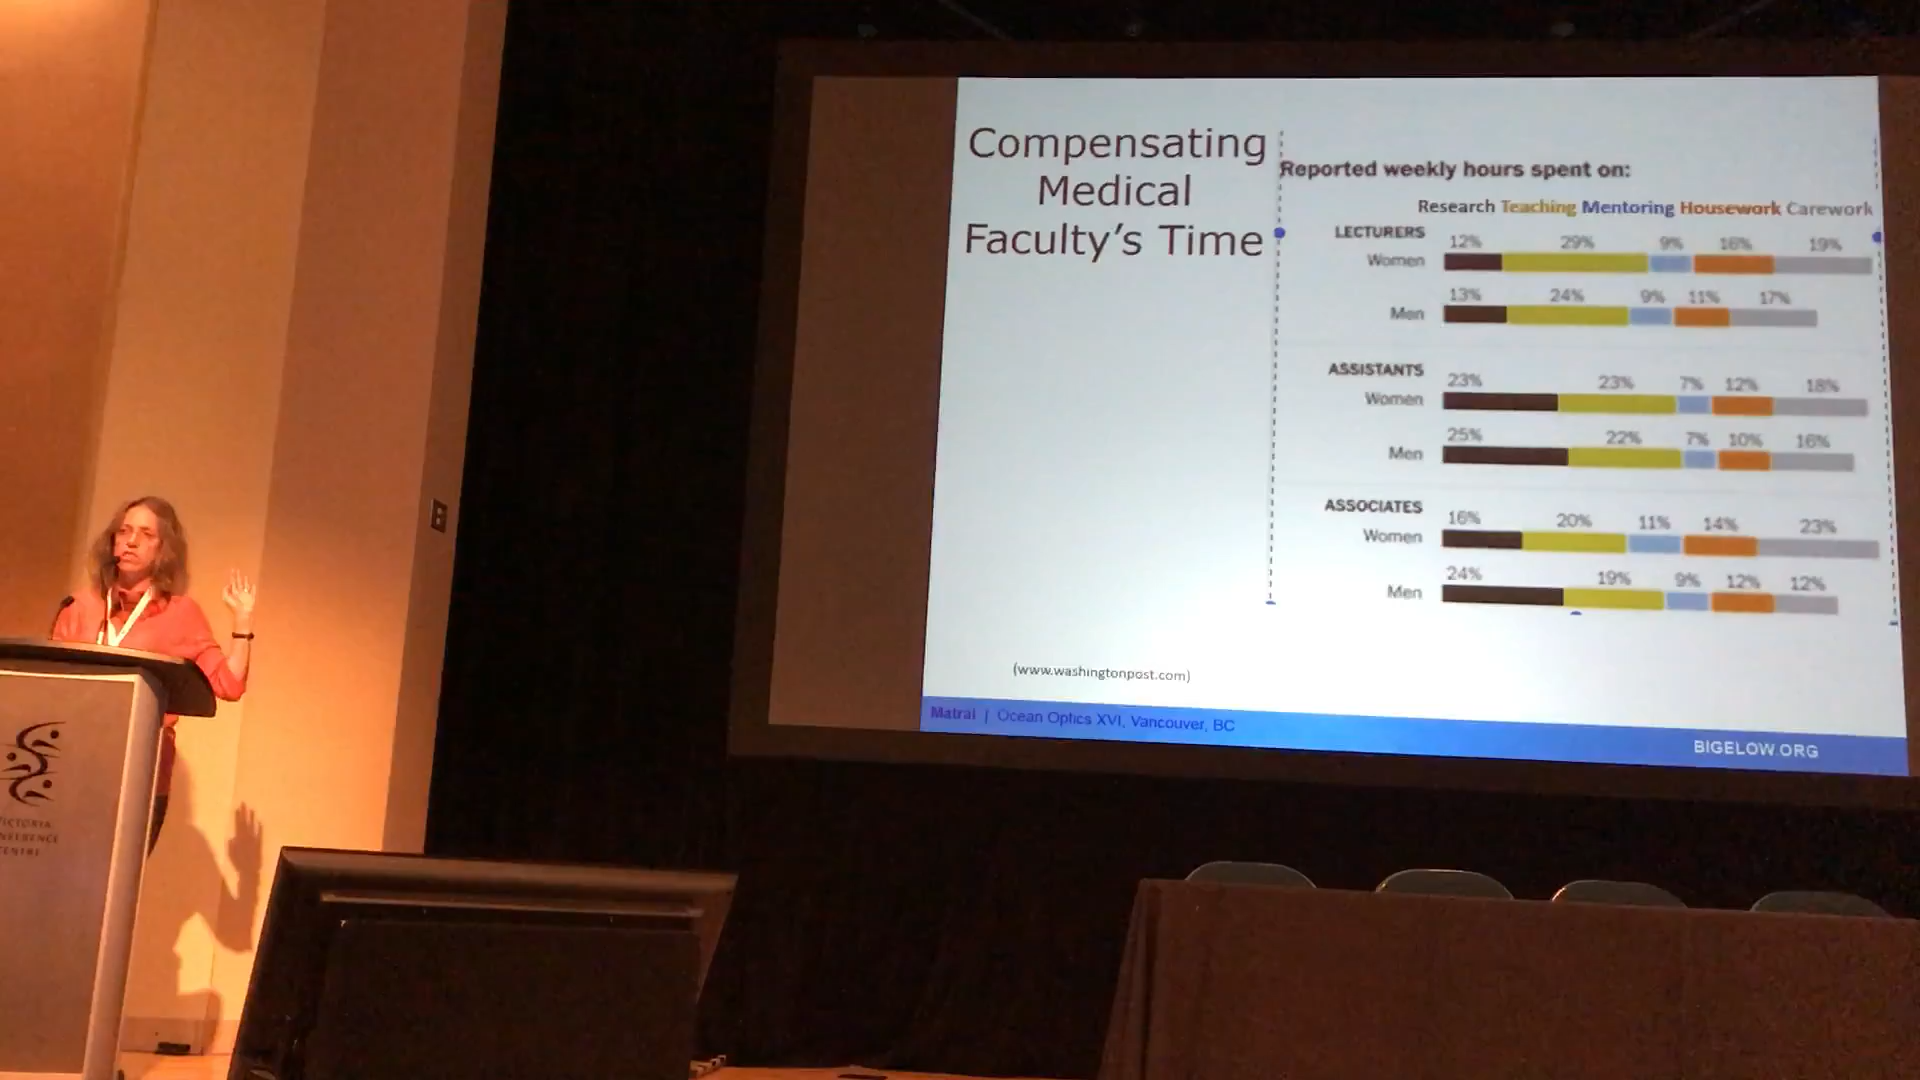 Compensating
Medical
Faculty's Time
Reported weekly hours spent on:
Research Teaching Mentoring Housework Carework
LECTURERS
12% 29% 9% 16% 19%
Women
13% 24% 9% 11% 17%
Men
ASSISTANTS
23% 23% 7% 12% 18%
Women
25% 22% 7% 10% 16%
Men
ASSOCIATES
16% 20% 11% 14% 23%
Women
24% 19% 9% 12% 12%
Men
(www.washingtonpost.com)
Matrai | Ocean Optics XVI, Vancouver, BC
BIGELOW.ORG
VICTORIA
CONFERENCE
CENTRE